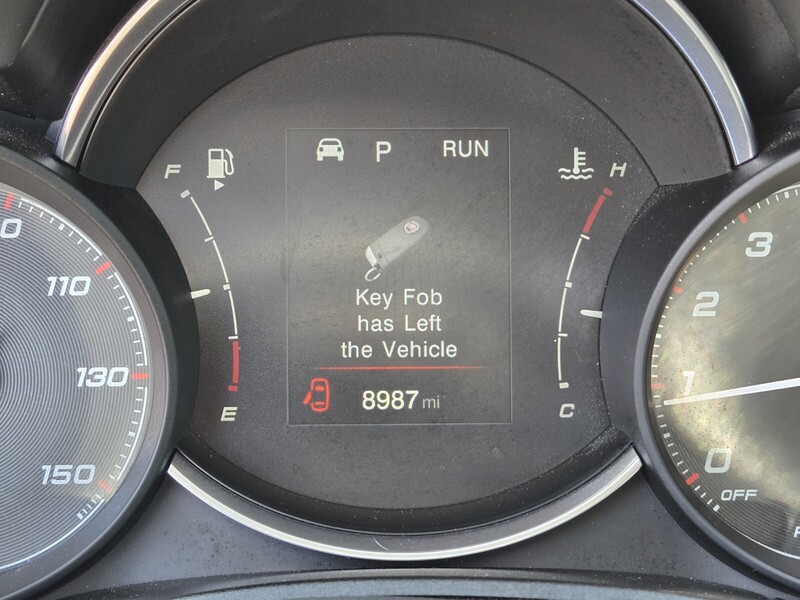 P RUN
F H
Key Fob
has Left
the Vehicle
8987 mi
E C
110
130
150
3
2
1
0
OFF